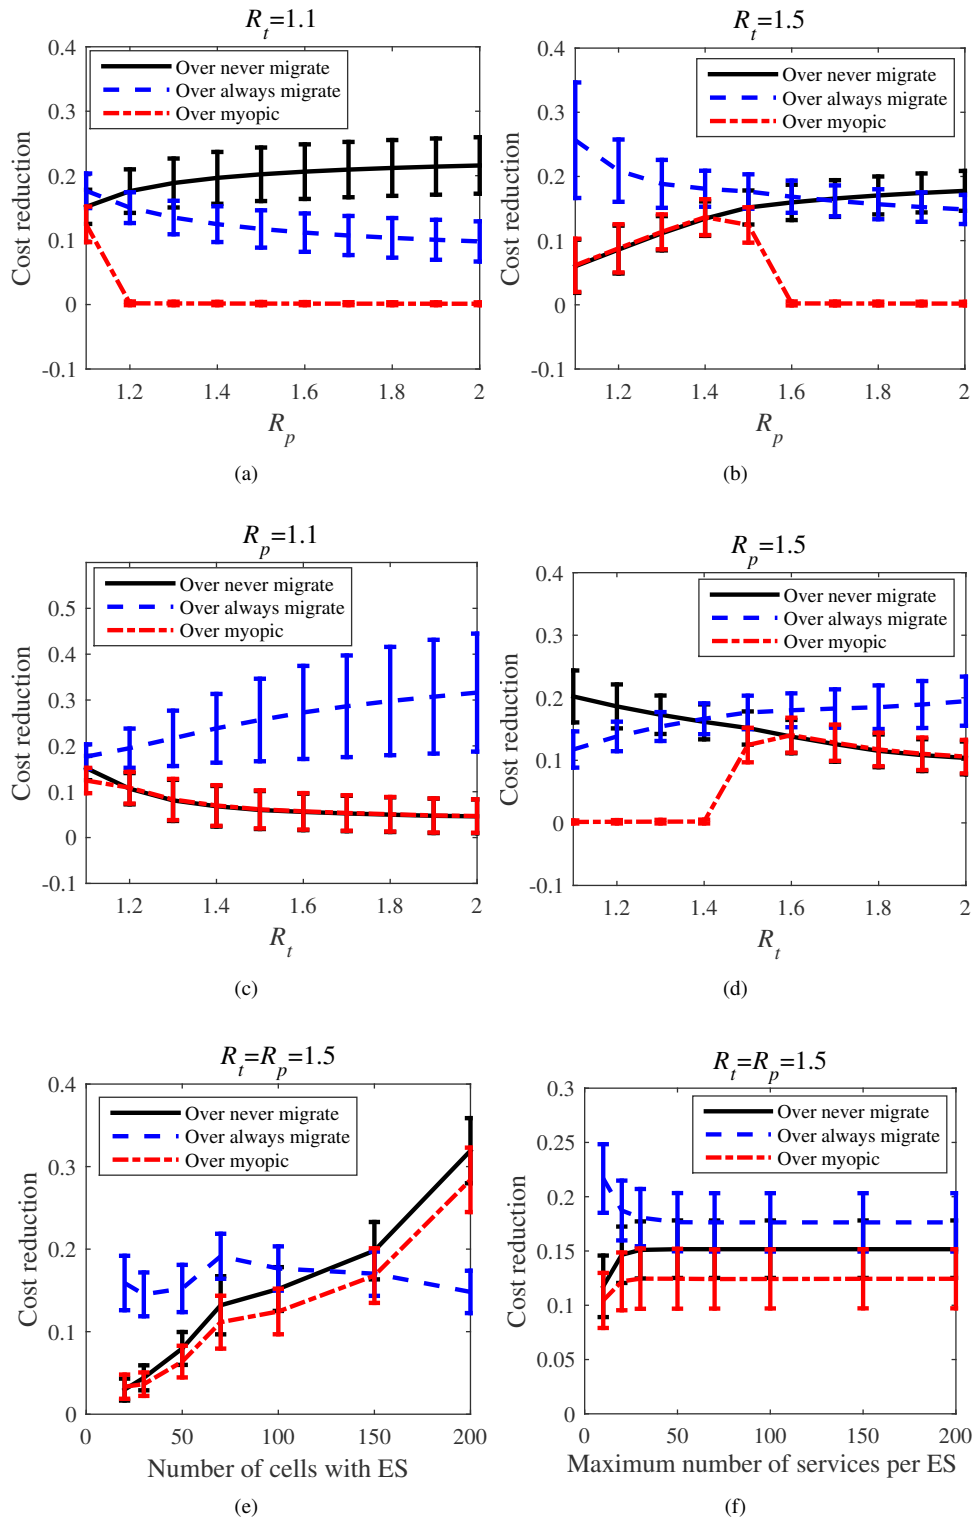 R_t=1.1
0.4
0.3
0.2
0.1
0
-0.1
Cost reduction
Over never migrate
Over always migrate
Over myopic
1.2
1.4
1.6
1.8
2
R_p
(a)
R_t=1.5
0.4
0.3
0.2
0.1
0
-0.1
Cost reduction
Over never migrate
Over always migrate
Over myopic
1.2
1.4
1.6
1.8
2
R_p
(b)
R_p=1.1
0.5
0.4
0.3
0.2
0.1
0
-0.1
Cost reduction
Over never migrate
Over always migrate
Over myopic
1.2
1.4
1.6
1.8
2
R_t
(c)
R_p=1.5
0.4
0.3
0.2
0.1
0
-0.1
Cost reduction
Over never migrate
Over always migrate
Over myopic
1.2
1.4
1.6
1.8
2
R_t
(d)
R_t=R_p=1.5
0.4
0.3
0.2
0.1
0
Cost reduction
Over never migrate
Over always migrate
Over myopic
0
50
100
150
200
Number of cells with ES
(e)
R_t=R_p=1.5
0.3
0.25
0.2
0.15
0.1
0.05
0
Cost reduction
Over never migrate
Over always migrate
Over myopic
0
50
100
150
200
Maximum number of services per ES
(f)